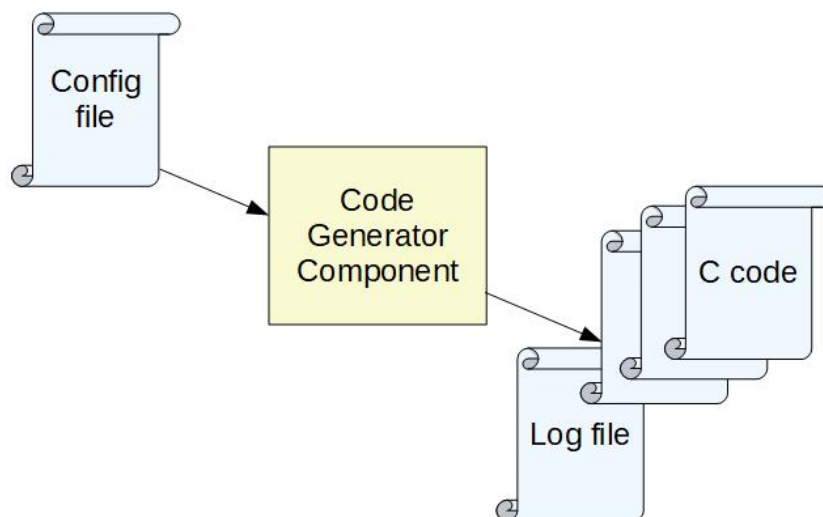 Config
file
Code
Generator
Component
C code
Log file